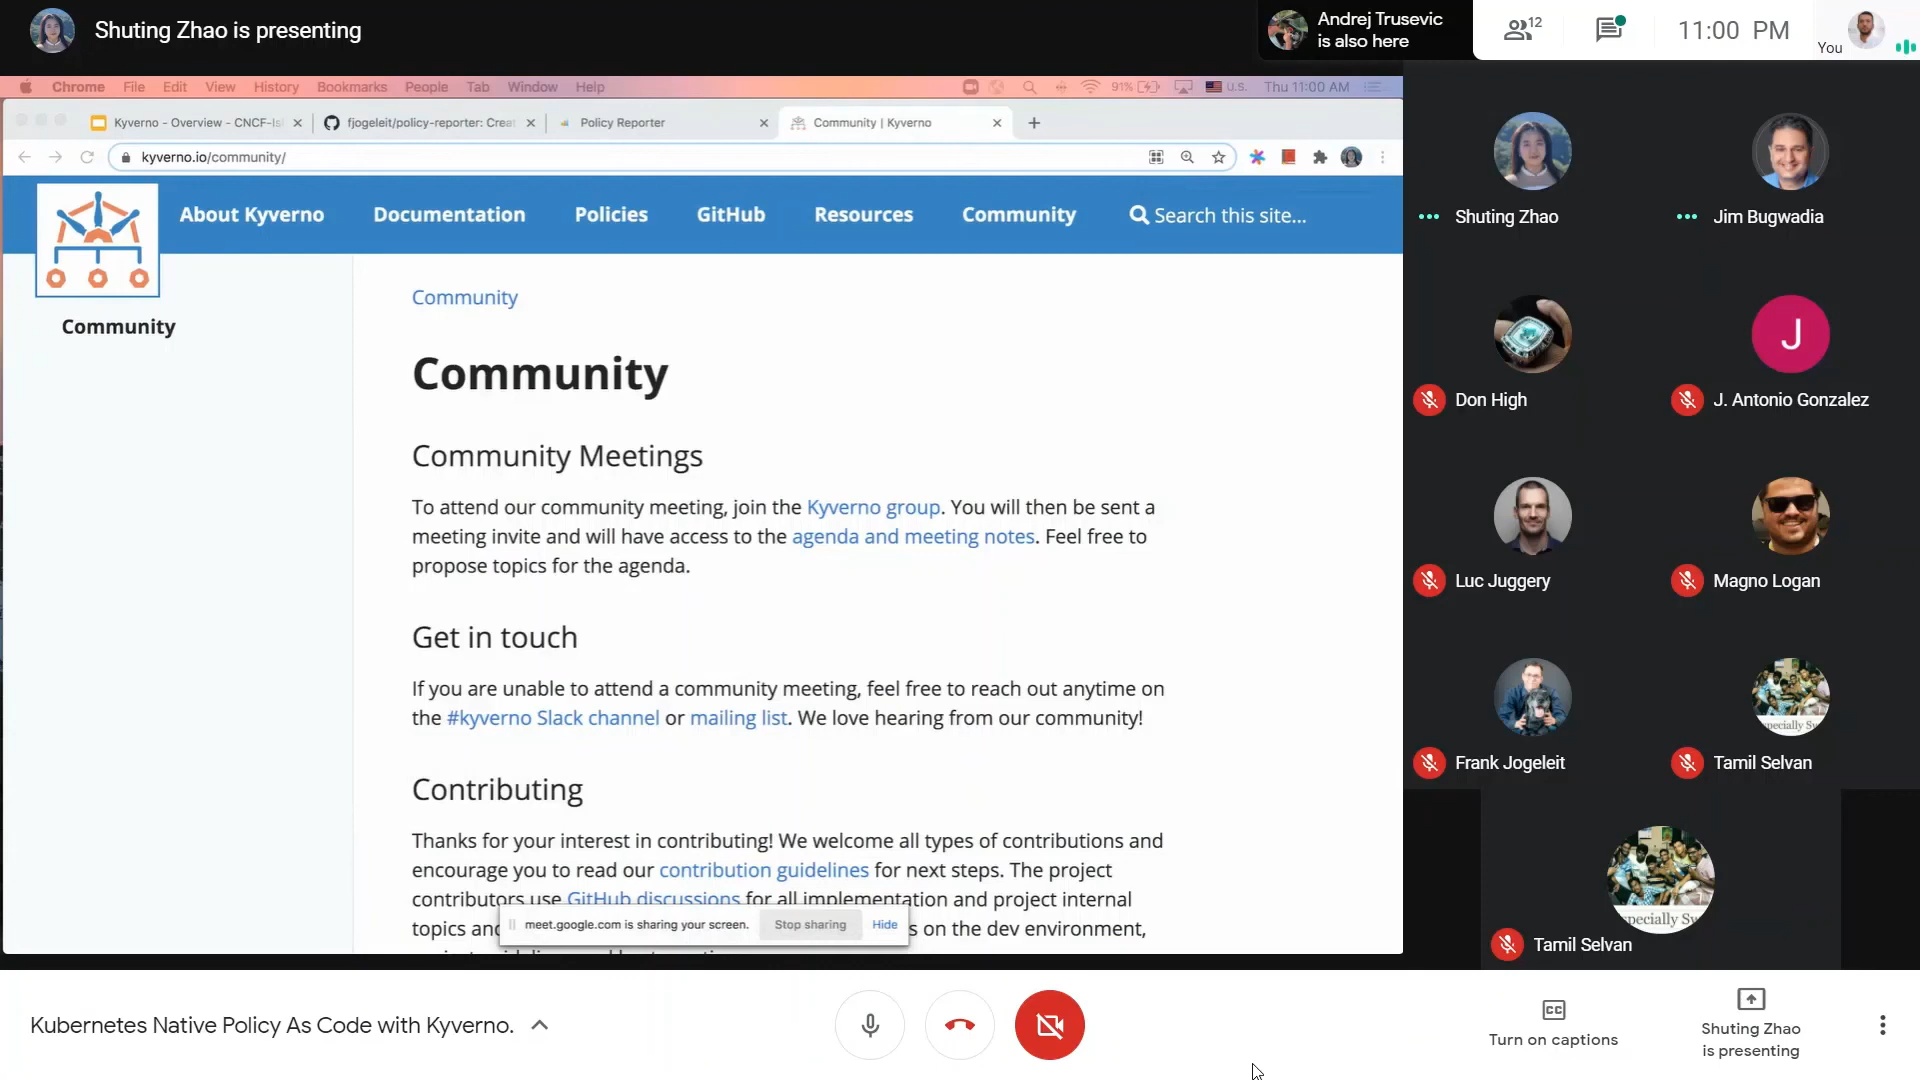 Shuting Zhao is presenting
Andrej Trusevic
is also here
12
11:00 PM
You
Chrome File Edit View History Bookmarks People Tab Window Help
91% U.S. Thu 11:00 AM
Kyverno - Overview - CNCF-Isl
fjogeleit/policy-reporter: Creat
Policy Reporter
Community | Kyverno
kyverno.io/community/
About Kyverno Documentation Policies GitHub Resources Community Search this site...
Community
Community
Community
Community Meetings
To attend our community meeting, join the Kyverno group. You will then be sent a
meeting invite and will have access to the agenda and meeting notes. Feel free to
propose topics for the agenda.
Get in touch
If you are unable to attend a community meeting, feel free to reach out anytime on
the #kyverno Slack channel or mailing list. We love hearing from our community!
Contributing
Thanks for your interest in contributing! We welcome all types of contributions and
encourage you to read our contribution guidelines for next steps. The project
contributors use GitHub discussions for all implementation and project internal
topics and s on the dev environment,
meet.google.com is sharing your screen. Stop sharing Hide
Shuting Zhao
Jim Bugwadia
Don High
J
J. Antonio Gonzalez
Luc Juggery
Magno Logan
Frank Jogeleit
Tamil Selvan
Tamil Selvan
Kubernetes Native Policy As Code with Kyverno.
CC
Turn on captions
Shuting Zhao
is presenting